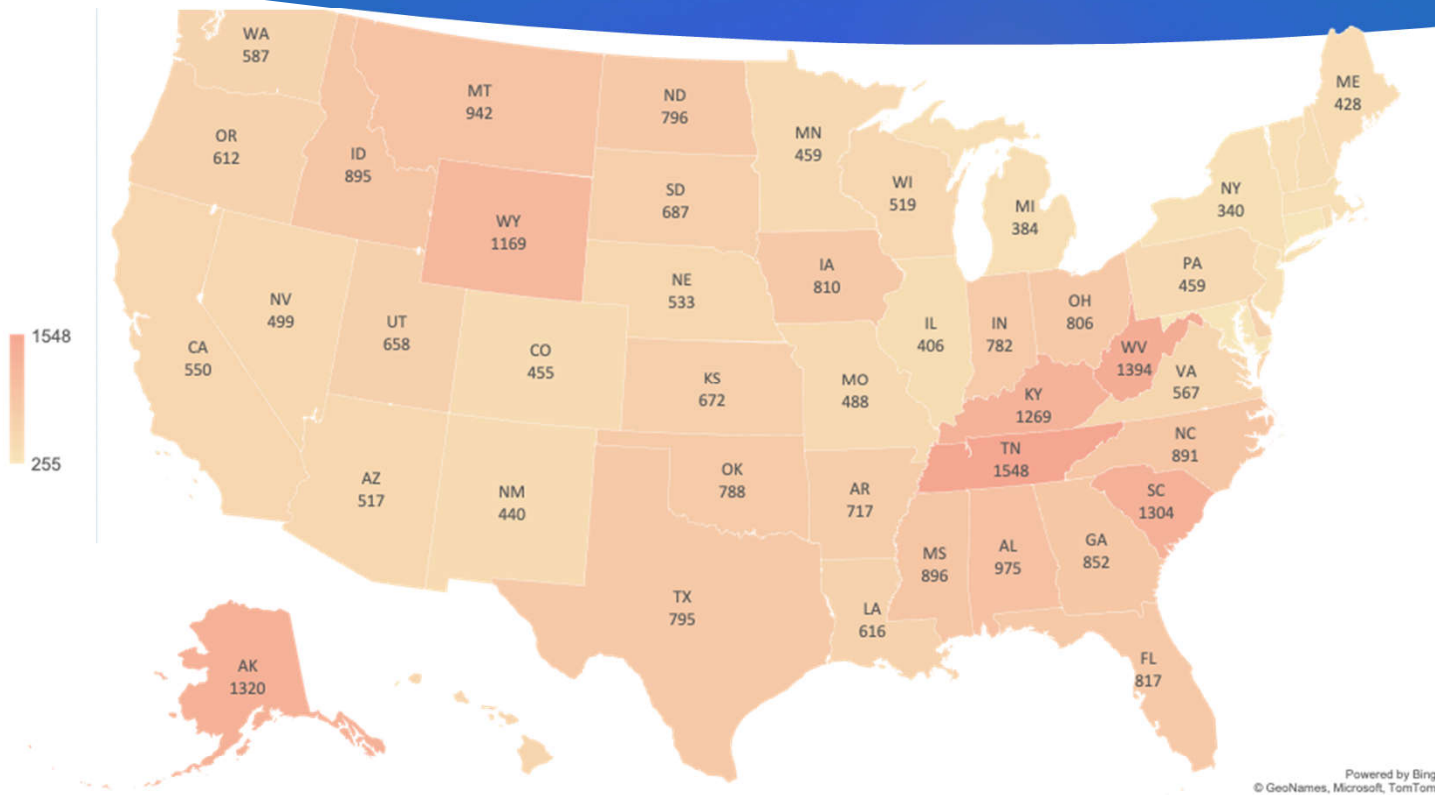 WA
587
MT
942
ND
796
ME
428
OR
612
ID
895
MN
459
SD
687
WI
519
NY
340
MI
384
WY
1169
IA
810
PA
459
NE
533
NV
499
OH
806
UT
658
IL
406
IN
782
1548
CA
550
CO
455
WV
1394
VA
567
KS
672
MO
488
KY
1269
255
NC
891
TN
1548
AZ
517
NM
440
OK
788
AR
717
SC
1304
MS
896
AL
975
GA
852
TX
795
LA
616
AK
1320
FL
817
Powered by Bing
© GeoNames, Microsoft, TomTom